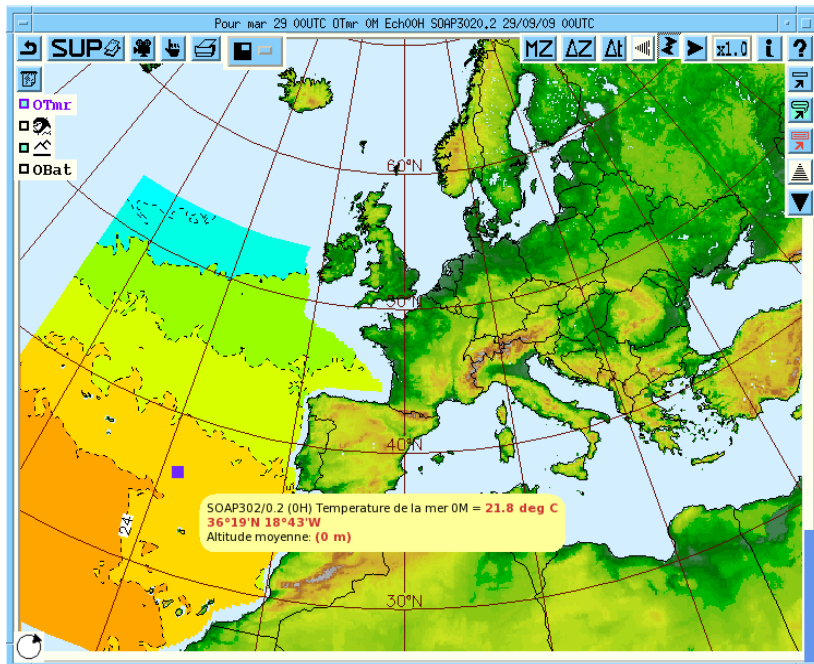 Pour mar 29 00UTC OTmr 0M Ech00H SOAP3020.2 29/09/09 00UTC
SUP
MZ ΔZ Δt x1.0 i ?
OTmr
OBat
60°N
50°N
40°N
24
SOAP302/0.2 (0H) Temperature de la mer 0M = 21.8 deg C
36°19'N 18°43'W
Altitude moyenne: (0 m)
30°N